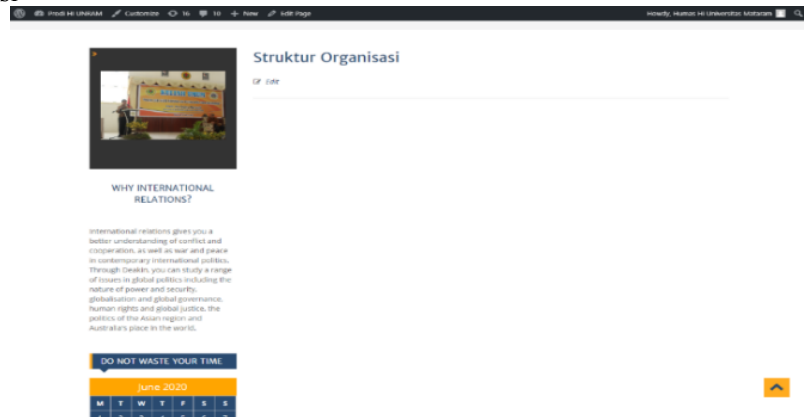 Prodi HI UNRAM Customize 16 10 New Edit Page Howdy, Humas HI Universitas Mataram
Struktur Organisasi
Edit
WHY INTERNATIONAL
RELATIONS?
International relations gives you a
better understanding of conflict and
cooperation, as well as war and peace
in contemporary international politics.
Through Deakin, you can study a range
of issues in global politics including the
nature of power and security,
globalisation and global governance,
human rights and global justice, the
politics of the Asian region and
Australia's place in the world.
DO NOT WASTE YOUR TIME
June 2020
M T W T F S S